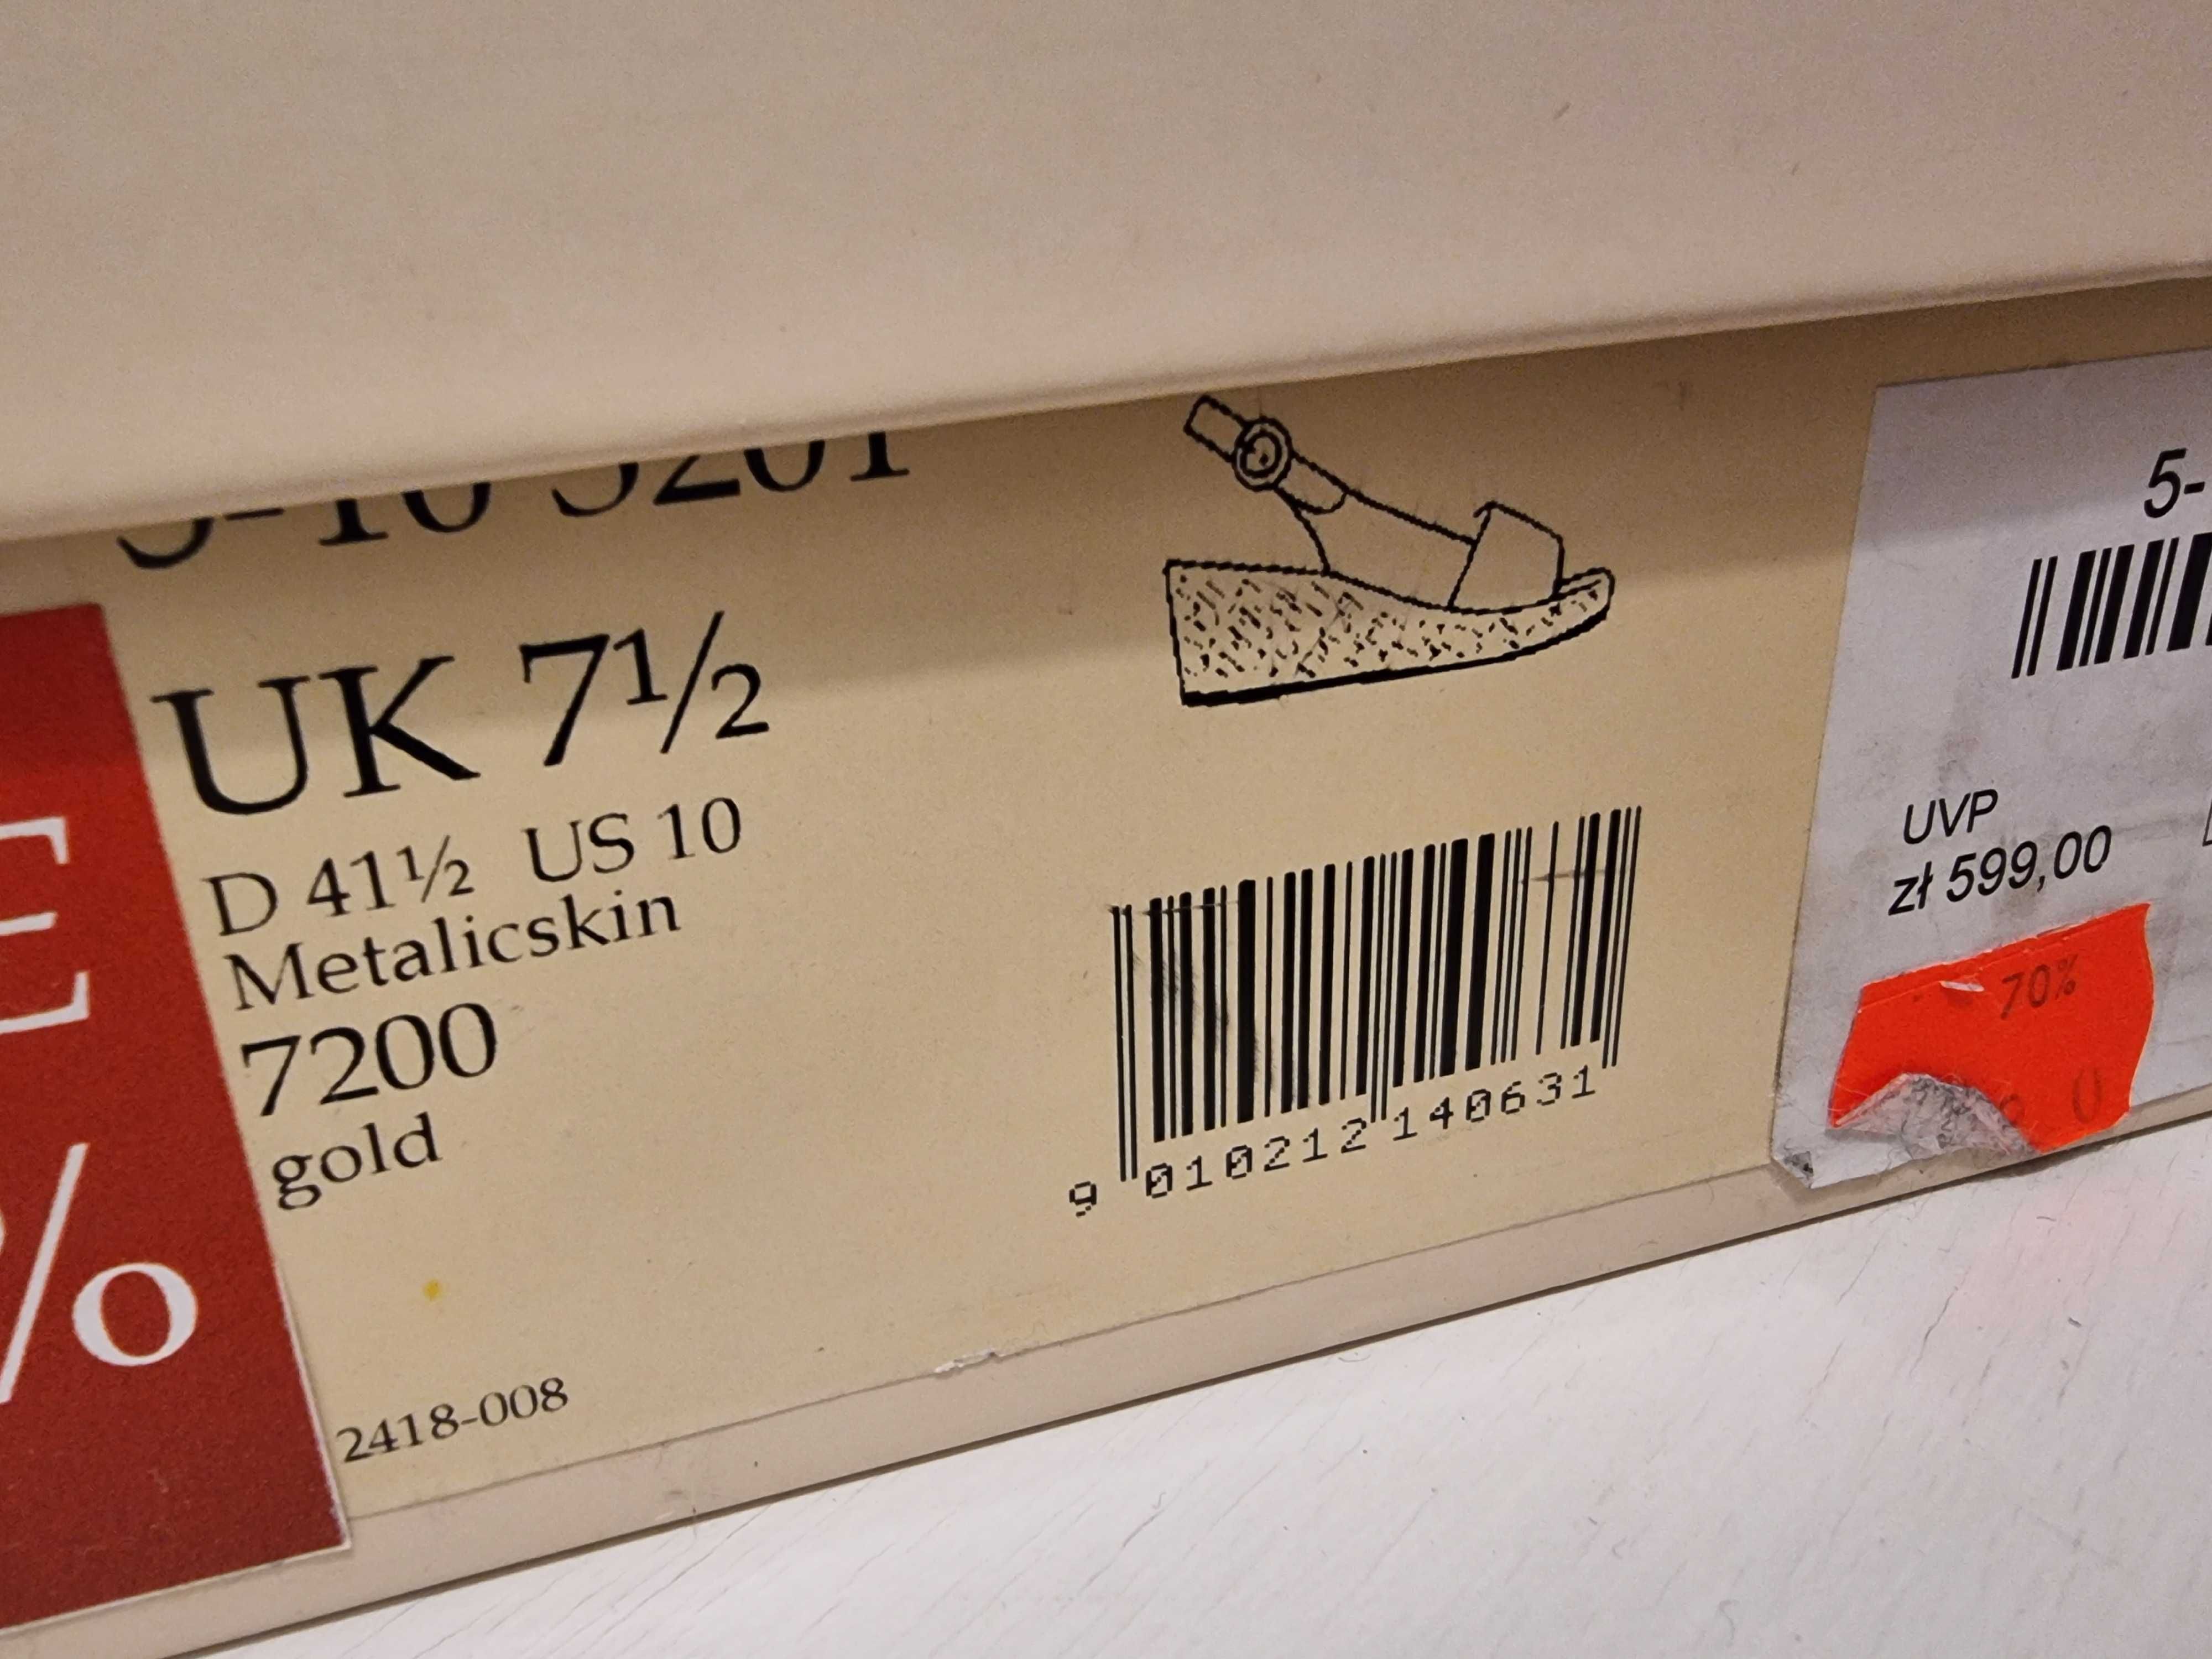 UK 7½
D 41½ US 10
Metalicskin
7200
gold
2418-008
9 010212 140631
5-
UVP
zł 599,00
70%
E
%